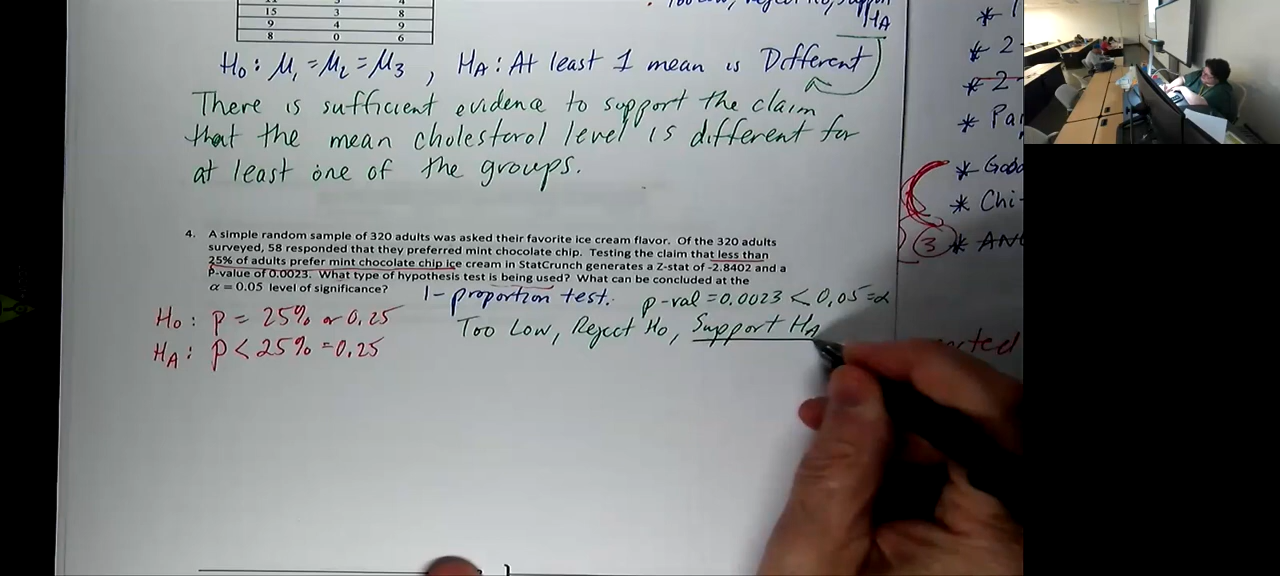 15 3 8
9 4 9
8 0 6
HA
H0: μ1 = μ2 = μ3 , HA: At least 1 mean is Different
There is sufficient evidence to support the claim
that the mean cholesterol level is different for
at least one of the groups.
4. A simple random sample of 320 adults was asked their favorite ice cream flavor. Of the 320 adults
surveyed, 58 responded that they preferred mint chocolate chip. Testing the claim that less than
25% of adults prefer mint chocolate chip ice cream in StatCrunch generates a Z-stat of -2.8402 and a
P-value of 0.0023. What type of hypothesis test is being used? What can be concluded at the
α = 0.05 level of significance?
1-proportion test. p-val = 0.0023 < 0.05 = α
H0: p = 25% or 0.25
Too Low, Reject H0, Support HA
HA: p < 25% = 0.25
* 1
* 2-
* 2-
* Par
* Good
* Chi-
3 * AN